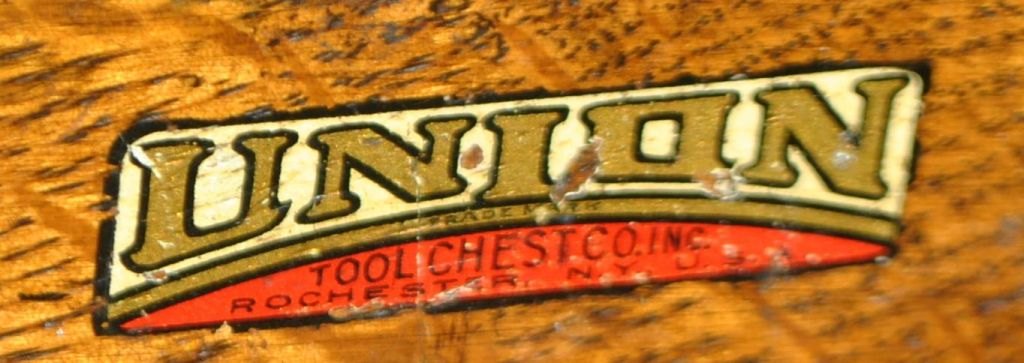 UNION
TRADE MARK
TOOL CHEST CO. INC.
ROCHESTER, N.Y. U.S.A.